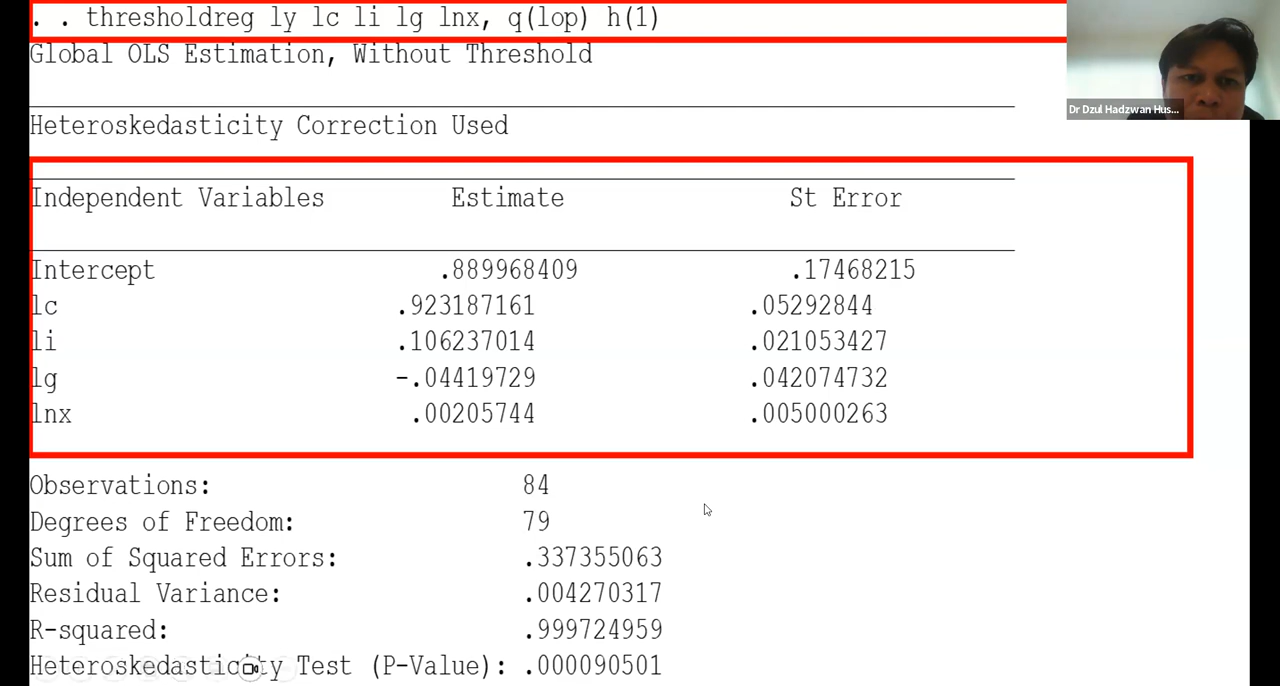 . . thresholdreg ly lc li lg lnx, q(lop) h(1)
Global OLS Estimation, Without Threshold
Dr Dzul Hadzwan Hus...
Heteroskedasticity Correction Used
Independent Variables Estimate St Error
Intercept .889968409 .17468215
lc .923187161 .05292844
li .106237014 .021053427
lg -.04419729 .042074732
lnx .00205744 .005000263
Observations: 84
Degrees of Freedom: 79
Sum of Squared Errors: .337355063
Residual Variance: .004270317
R-squared: .999724959
Heteroskedasticity Test (P-Value): .000090501